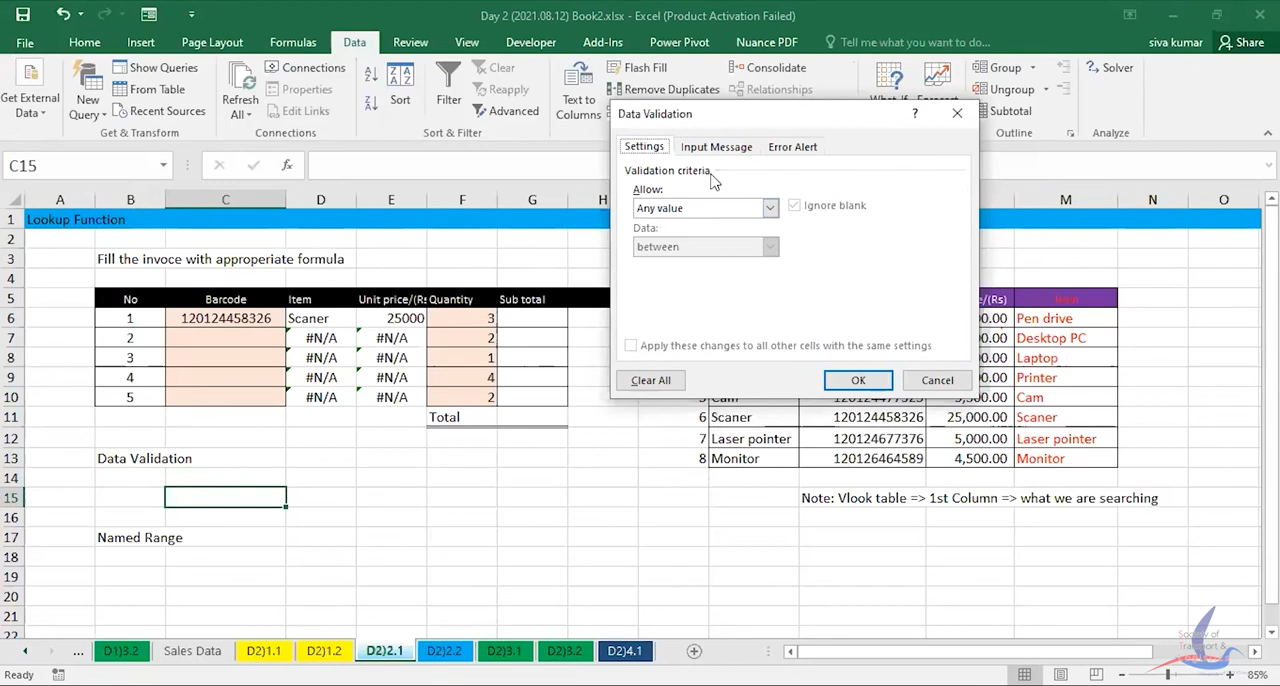 Day 2 (2021.08.12) Book2.xlsx - Excel (Product Activation Failed)
File Home Insert Page Layout Formulas Data Review View Developer Add-Ins Power Pivot Nuance PDF Tell me what you want to do... siva kumar Share
Get External Data
New Query
Show Queries
From Table
Recent Sources
Get & Transform
Refresh All
Connections
Properties
Edit Links
Connections
Sort
Filter
Clear
Reapply
Advanced
Sort & Filter
Text to Columns
Flash Fill
Remove Duplicates
Consolidate
Relationships
Group
Ungroup
Subtotal
Outline
Solver
Analyze
Data Validation
Settings Input Message Error Alert
Validation criteria
Allow:
Any value Ignore blank
Data:
between
Apply these changes to all other cells with the same settings
Clear All OK Cancel
C15 fx
A B C D E F G H M N O
1 Lookup Function
2
3 Fill the invoce with approperiate formula
4
5 No Barcode Item Unit price/(Rs Quantity Sub total e/(Rs)
6 1 120124458326 Scaner 25000 3 00.00 Pen drive
7 2 #N/A #N/A 2 Desktop PC
8 3 #N/A #N/A 1 Laptop
9 4 #N/A #N/A 4 Printer
10 5 #N/A #N/A 2 Cam Cam
11 Total 6 Scaner 120124458326 25,000.00 Scaner
12 7 Laser pointer 120124677376 5,000.00 Laser pointer
13 Data Validation 8 Monitor 120126464589 4,500.00 Monitor
14
15 Note: Vlook table => 1st Column => what we are searching
16
17 Named Range
18
19
20
21
22
... D1)3.2 Sales Data D2)1.1 D2)1.2 D2)2.1 D2)2.2 D2)3.1 D2)3.2 D2)4.1
Society of
Transport &
Ready 85%